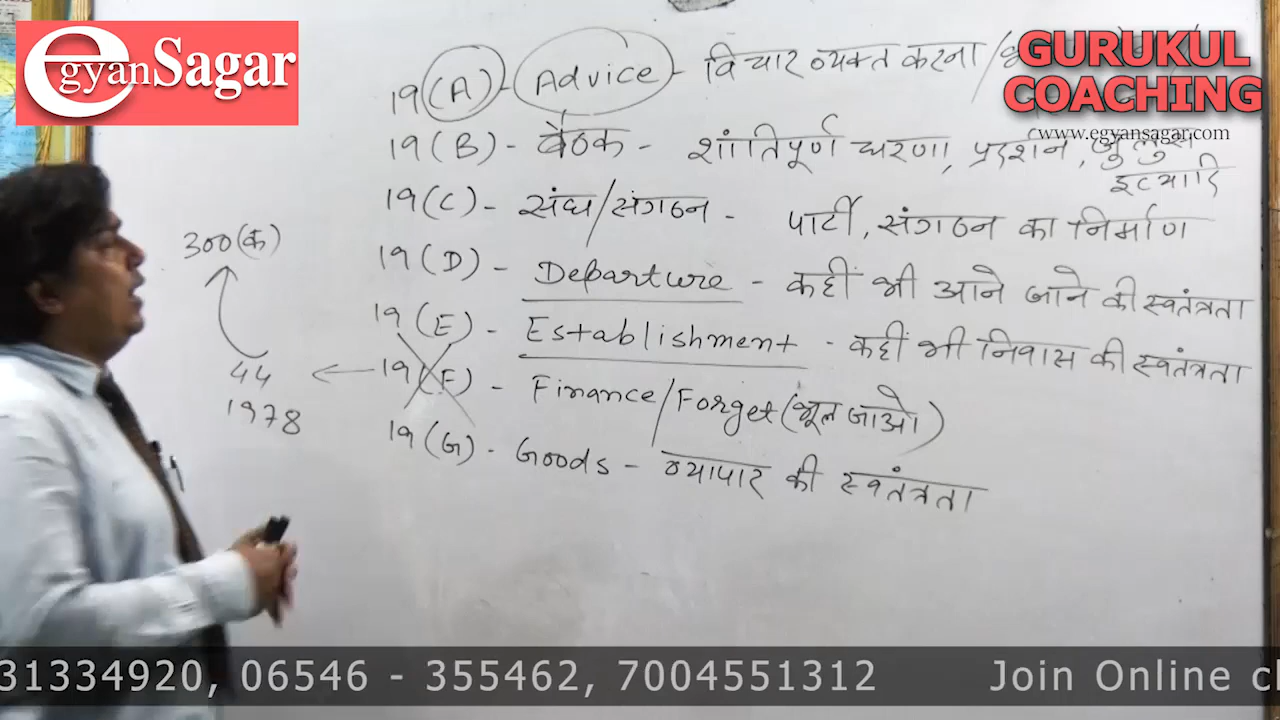 egyanSagar
GURUKUL
COACHING
www.egyansagar.com
19(A) - Advice - विचार व्यक्त करना /
19(B) - बैठक - शांतिपूर्ण धरणा, प्रदर्शन, जुलुस
इत्यादि
19(C) - संघ/संगठन - पार्टी, संगठन का निर्माण
300(क)
19(D) - Departure - कहीं भी आने जाने की स्वतंत्रता
19(E) - Establishment - कहीं भी निवास की स्वतंत्रता
44 ← 19(F) - Finance/Forget (भूल जाओ)
1978
19(G) - Goods - व्यापार की स्वतंत्रता
31334920, 06546 - 355462, 7004551312 Join Online